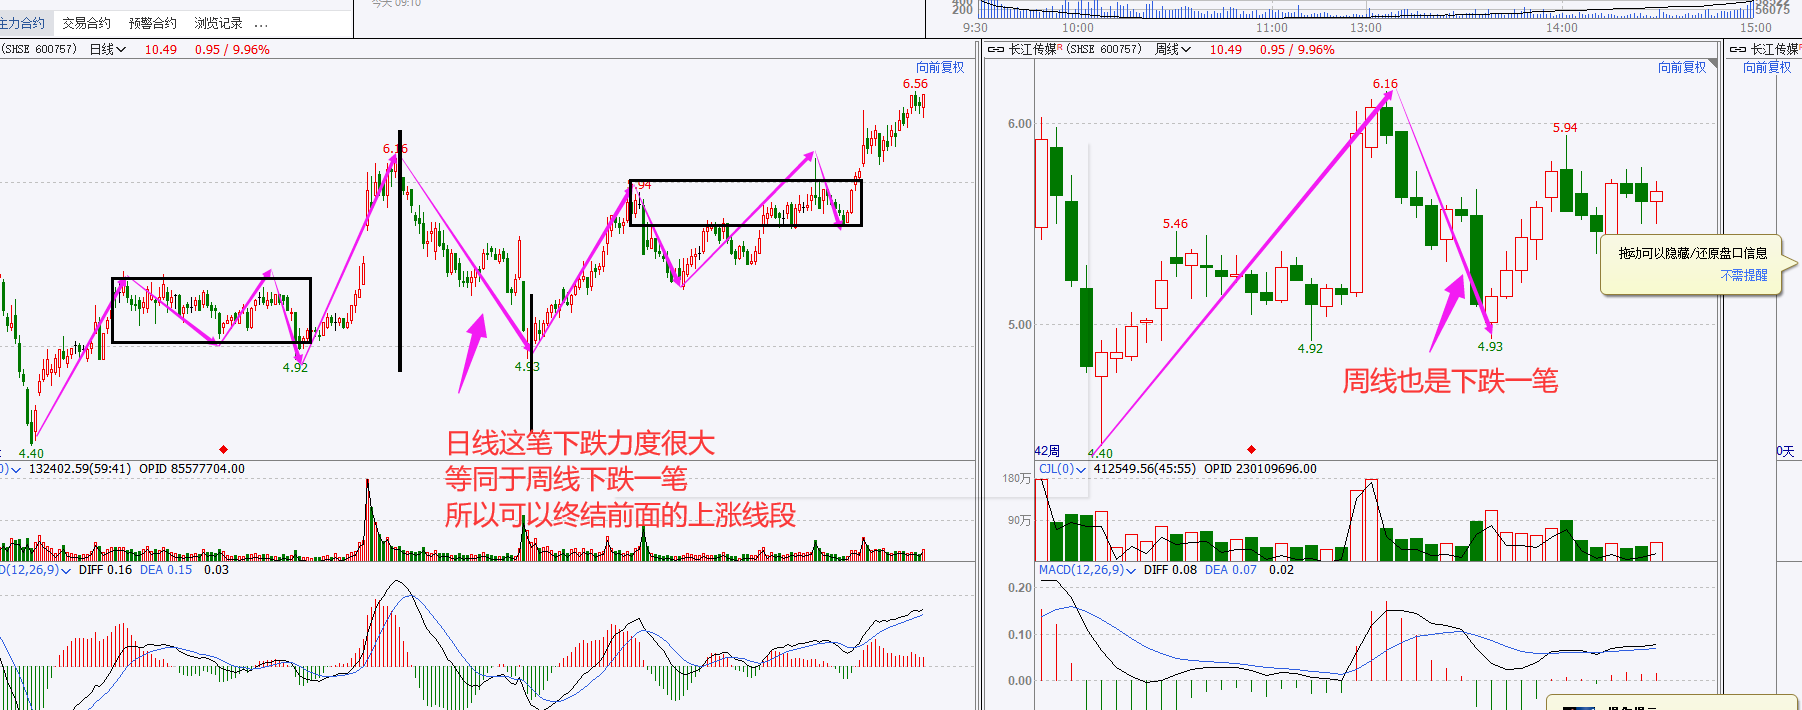 今天 09:10
主力合约 交易合约 预警合约 浏览记录 ...
200
56075
9:30 10:00 11:00 13:00 14:00 15:00
(SHSE 600757) 日线 10.49 0.95 / 9.96%
长江传媒R(SHSE 600757) 周线 10.49 0.95 / 9.96%
长江传媒R
向前复权
向前复权
向前复权
6.56
6.16
5.94
4.92
4.93
4.40
日线这笔下跌力度很大
等同于周线下跌一笔
所以可以终结前面的上涨线段
0) 132402.59(59:41) OPID 85577704.00
D(12,26,9) DIFF 0.16 DEA 0.15 0.03
6.00
5.00
6.16
5.94
5.46
4.92
4.93
4.40
周线也是下跌一笔
拖动可以隐藏/还原盘口信息
不需提醒
42周
0天
CJL(0) 412549.56(45:55) OPID 230109696.00
180万
90万
MACD(12,26,9) DIFF 0.08 DEA 0.07 0.02
0.20
0.10
0.00